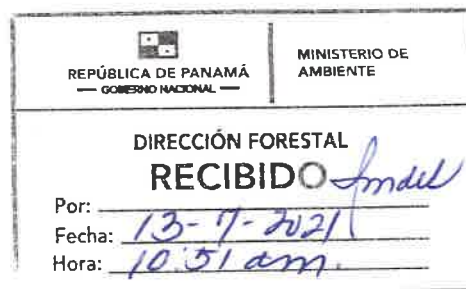 REPÚBLICA DE PANAMÁ
— GOBIERNO NACIONAL —
MINISTERIO DE
AMBIENTE
DIRECCIÓN FORESTAL
RECIBIDO
Por:
Fecha: 13-7-2021
Hora: 10:51 am.